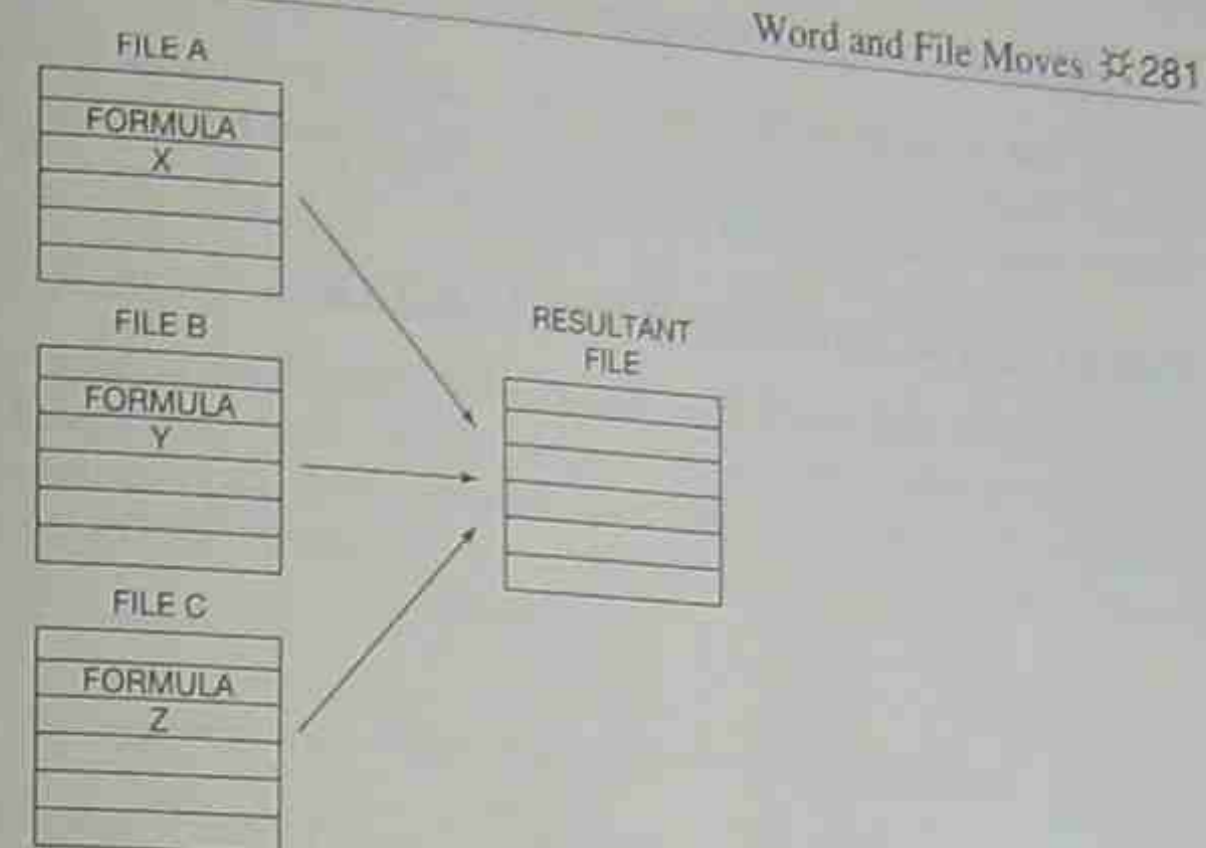 Word and File Moves 281
FILE A
FORMULA
X
FILE B
FORMULA
Y
FILE C
FORMULA
Z
RESULTANT
FILE